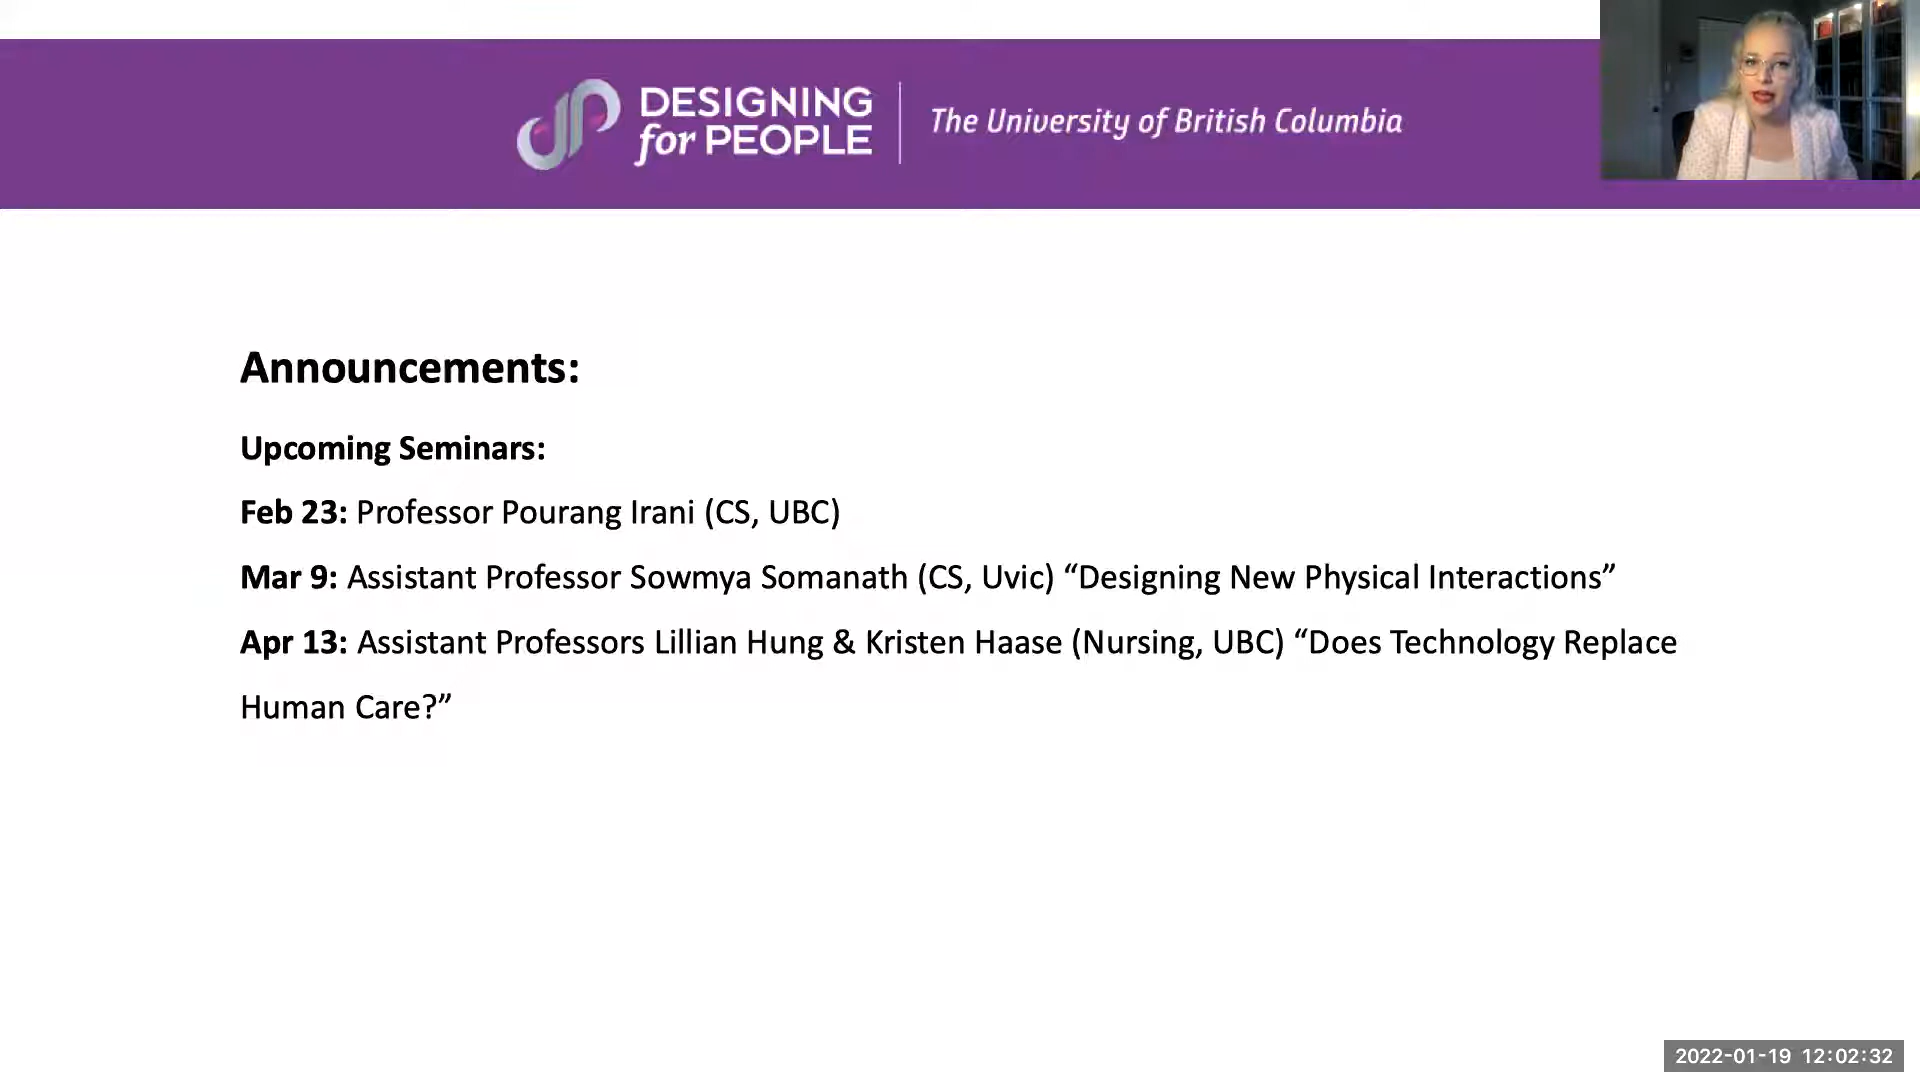 DESIGNING
for PEOPLE
The University of British Columbia
Announcements:
Upcoming Seminars:
Feb 23: Professor Pourang Irani (CS, UBC)
Mar 9: Assistant Professor Sowmya Somanath (CS, Uvic) “Designing New Physical Interactions”
Apr 13: Assistant Professors Lillian Hung & Kristen Haase (Nursing, UBC) “Does Technology Replace
Human Care?”
2022-01-19 12:02:32